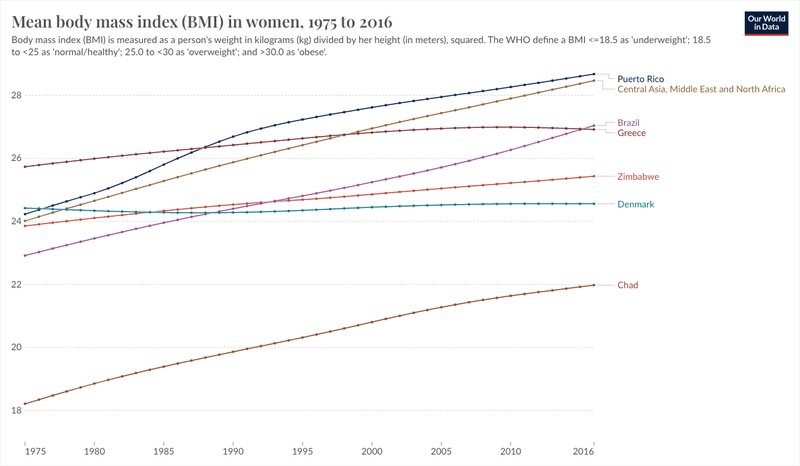 Mean body mass index (BMI) in women, 1975 to 2016
Our World
in Data
Body mass index (BMI) is measured as a person's weight in kilograms (kg) divided by her height (in meters), squared. The WHO define a BMI <=18.5 as 'underweight'; 18.5
to <25 as 'normal/healthy'; 25.0 to <30 as 'overweight'; and >30.0 as 'obese'.
Puerto Rico
Central Asia, Middle East and North Africa
28
Brazil
Greece
26
Zimbabwe
Denmark
24
22
Chad
20
18
1975 1980 1985 1990 1995 2000 2005 2010 2016